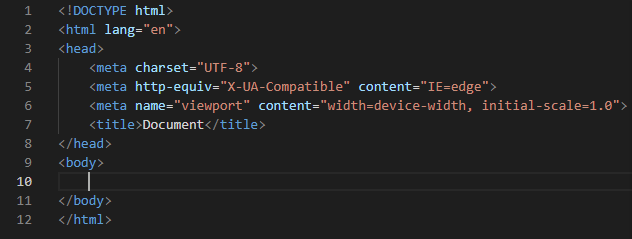 1 <!DOCTYPE html>
2 <html lang="en">
3 <head>
4     <meta charset="UTF-8">
5     <meta http-equiv="X-UA-Compatible" content="IE=edge">
6     <meta name="viewport" content="width=device-width, initial-scale=1.0">
7     <title>Document</title>
8 </head>
9 <body>
10
11 </body>
12 </html>